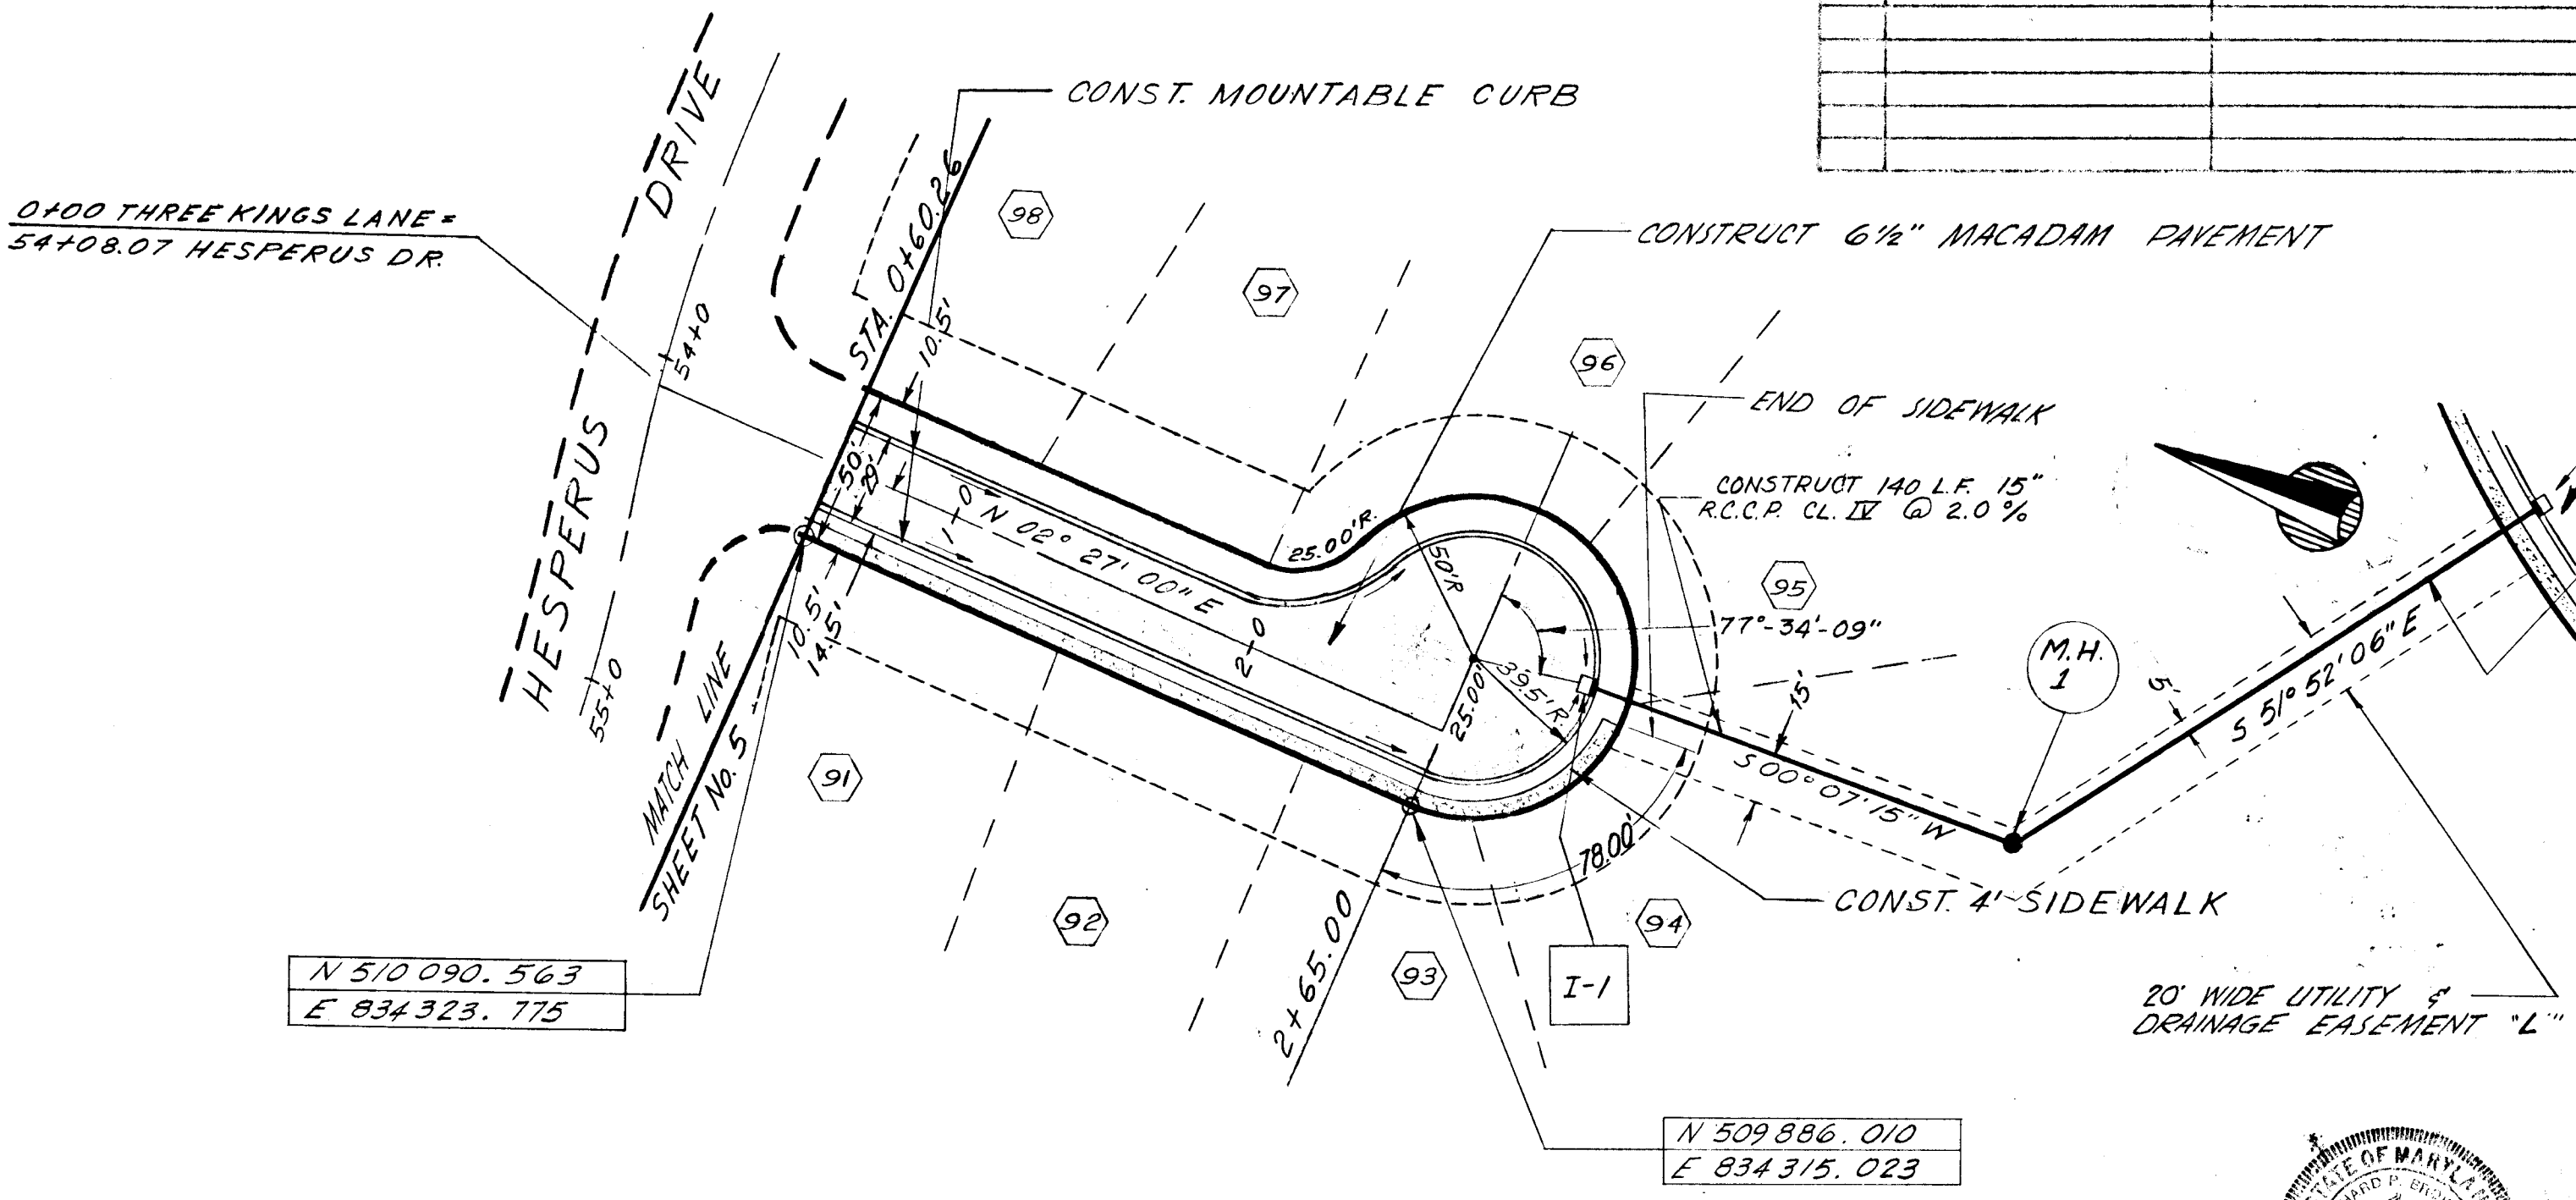 CONST. MOUNTABLE CURB
HESPERUS DRIVE
0+00 THREE KINGS LANE =
54+08.07 HESPERUS DR.
54+0
55+0
STA. 0+60.26
98
97
96
95
CONSTRUCT 6½" MACADAM PAVEMENT
END OF SIDEWALK
CONSTRUCT 140 L.F. 15"
R.C.C.P. CL. IV @ 2.0 %
10.5'
50'
29'
1-0
N 02° 27' 00" E
2-0
25.00'R.
50'R
77°-34'-09"
39.5'R.
25.00'
10.5'
14.5'
MATCH LINE
SHEET No. 5
15'
M.H.
1
5'
S 51° 52' 06" E
S 00° 07' 15" W
91
92
93
94
78.00'
CONST. 4' SIDEWALK
I-1
2+65.00
N 510 090.563
E 834 323.775
20' WIDE UTILITY &
DRAINAGE EASEMENT "L"
N 509 886.010
E 834 315.023
STATE OF MARYLAN